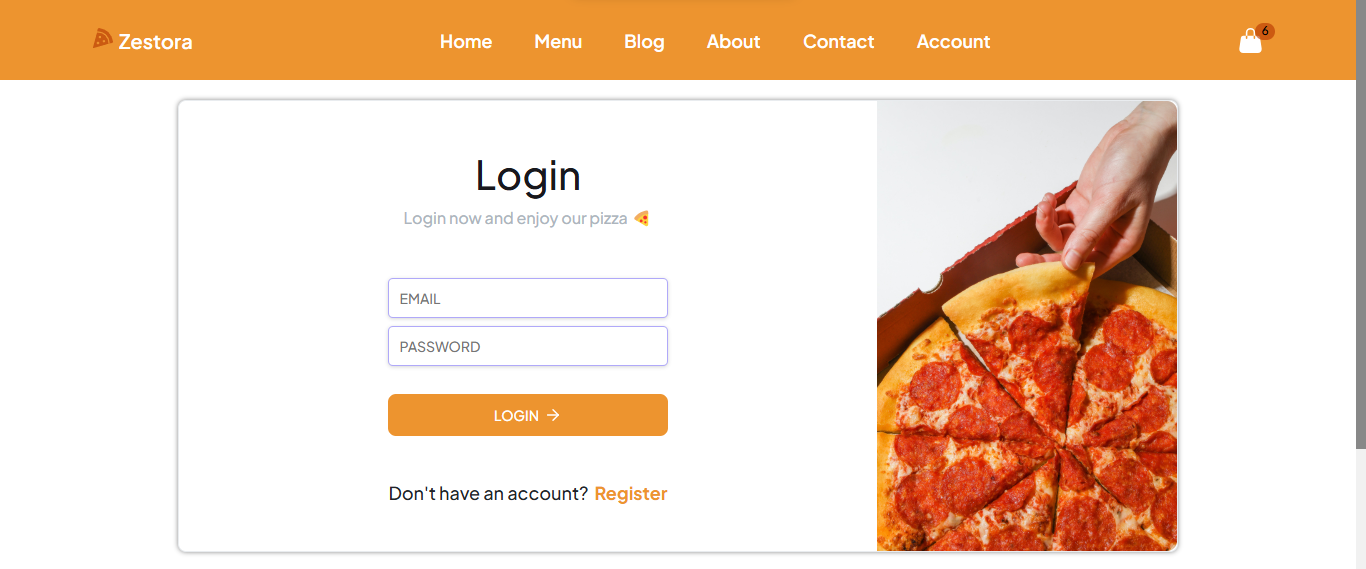 Zestora Home Menu Blog About Contact Account 6
Login
Login now and enjoy our pizza 🍕
EMAIL
PASSWORD
LOGIN →
Don't have an account? Register